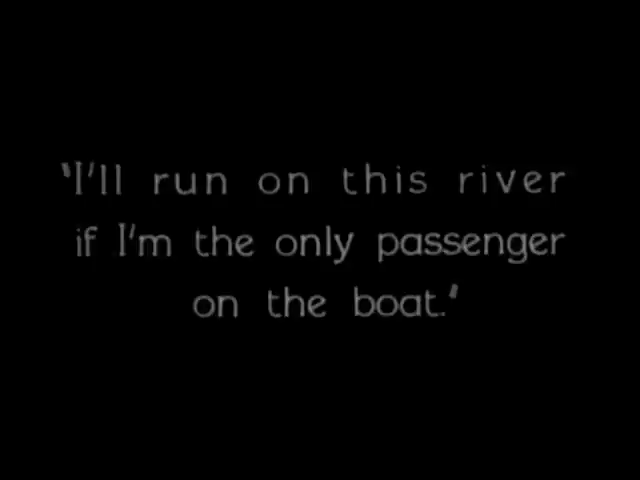 "I'll run on this river
if I'm the only passenger
on the boat."